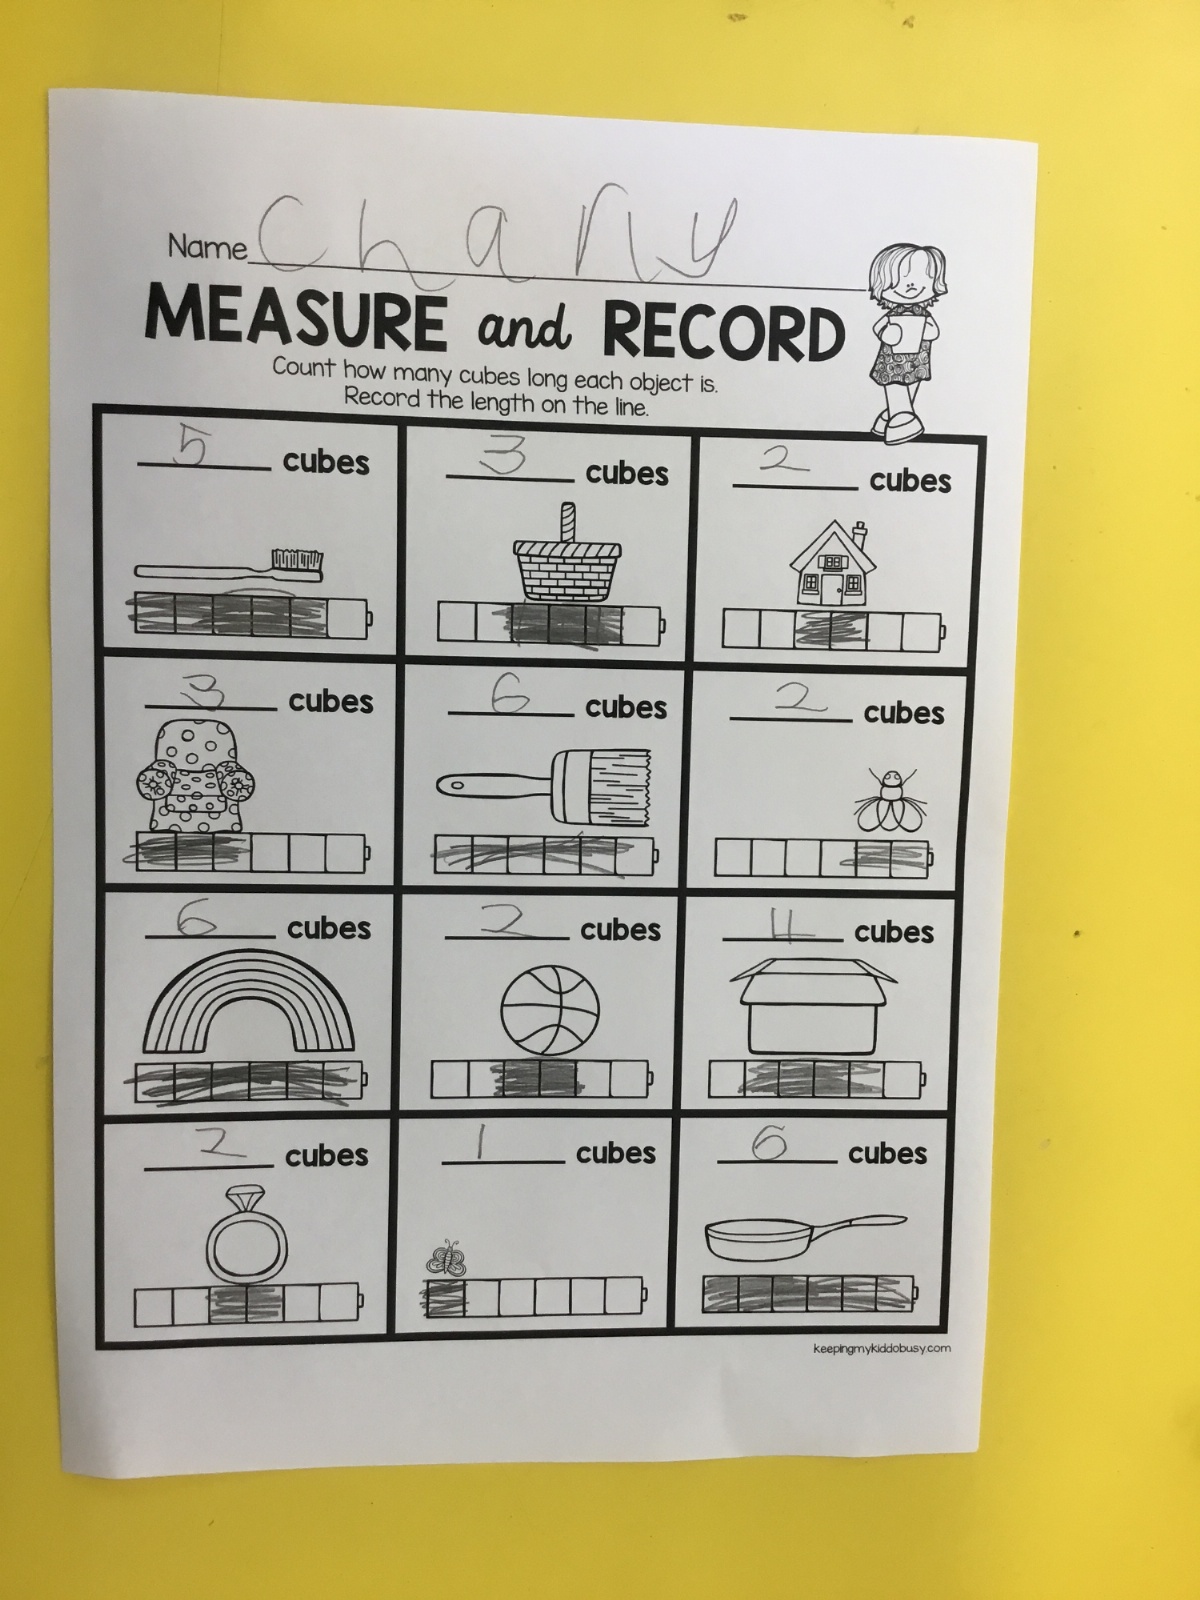 Name Charly
MEASURE and RECORD
Count how many cubes long each object is.
Record the length on the line.
5 cubes
3 cubes
2 cubes
3 cubes
6 cubes
2 cubes
6 cubes
2 cubes
4 cubes
2 cubes
1 cubes
6 cubes
keepingmykiddobusy.com